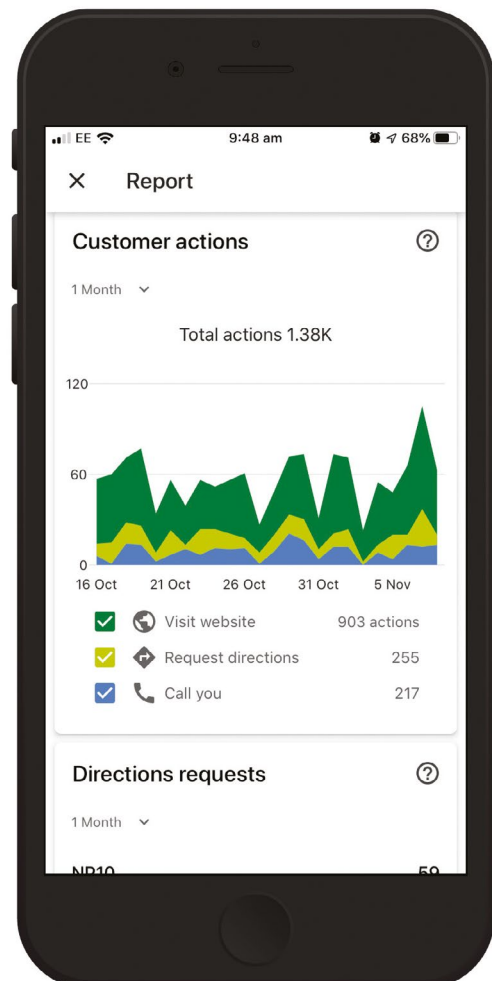 EE 9:48 am 68%
Report
Customer actions
1 Month
Total actions 1.38K
120
60
0
16 Oct 21 Oct 26 Oct 31 Oct 5 Nov
Visit website 903 actions
Request directions 255
Call you 217
Directions requests
1 Month
NP10 59